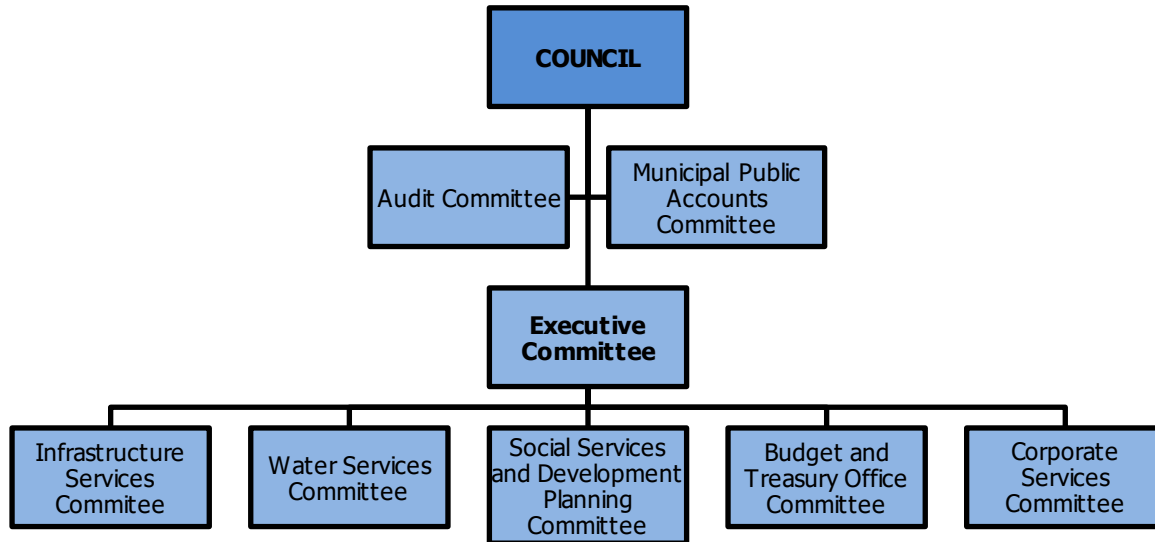 COUNCIL
Audit Committee
Municipal Public
Accounts
Committee
Executive
Committee
Infrastructure
Services
Commitee
Water Services
Committee
Social Services
and Development
Planning
Committee
Budget and
Treasury Office
Committee
Corporate
Services
Committee